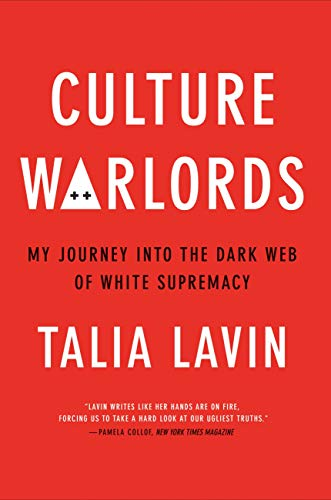 CULTURE
WARLORDS
MY JOURNEY INTO THE DARK WEB
OF WHITE SUPREMACY
TALIA LAVIN
"LAVIN WRITES LIKE HER HANDS ARE ON FIRE,
FORCING US TO TAKE A HARD LOOK AT OUR UGLIEST TRUTHS."
—PAMELA COLLOF, NEW YORK TIMES MAGAZINE